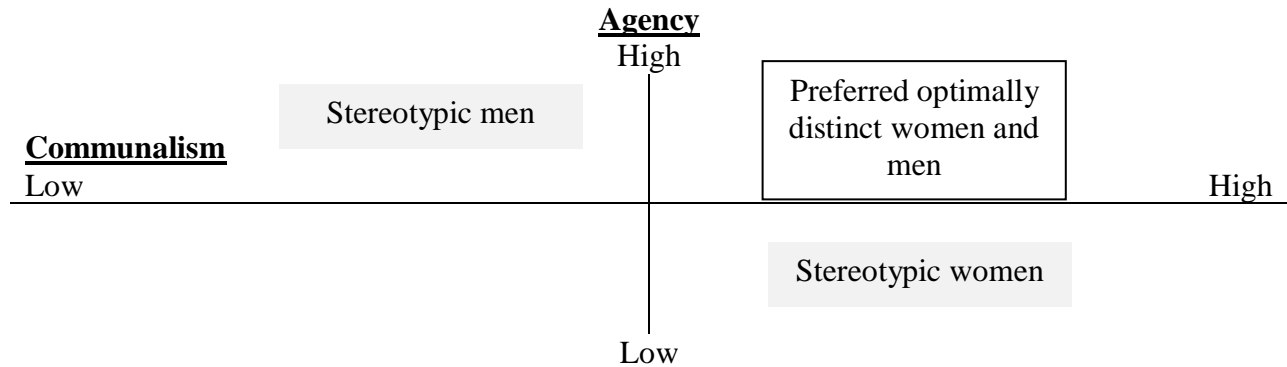 Agency
High
Stereotypic men
Preferred optimally
distinct women and
men
Communalism
Low
High
Stereotypic women
Low